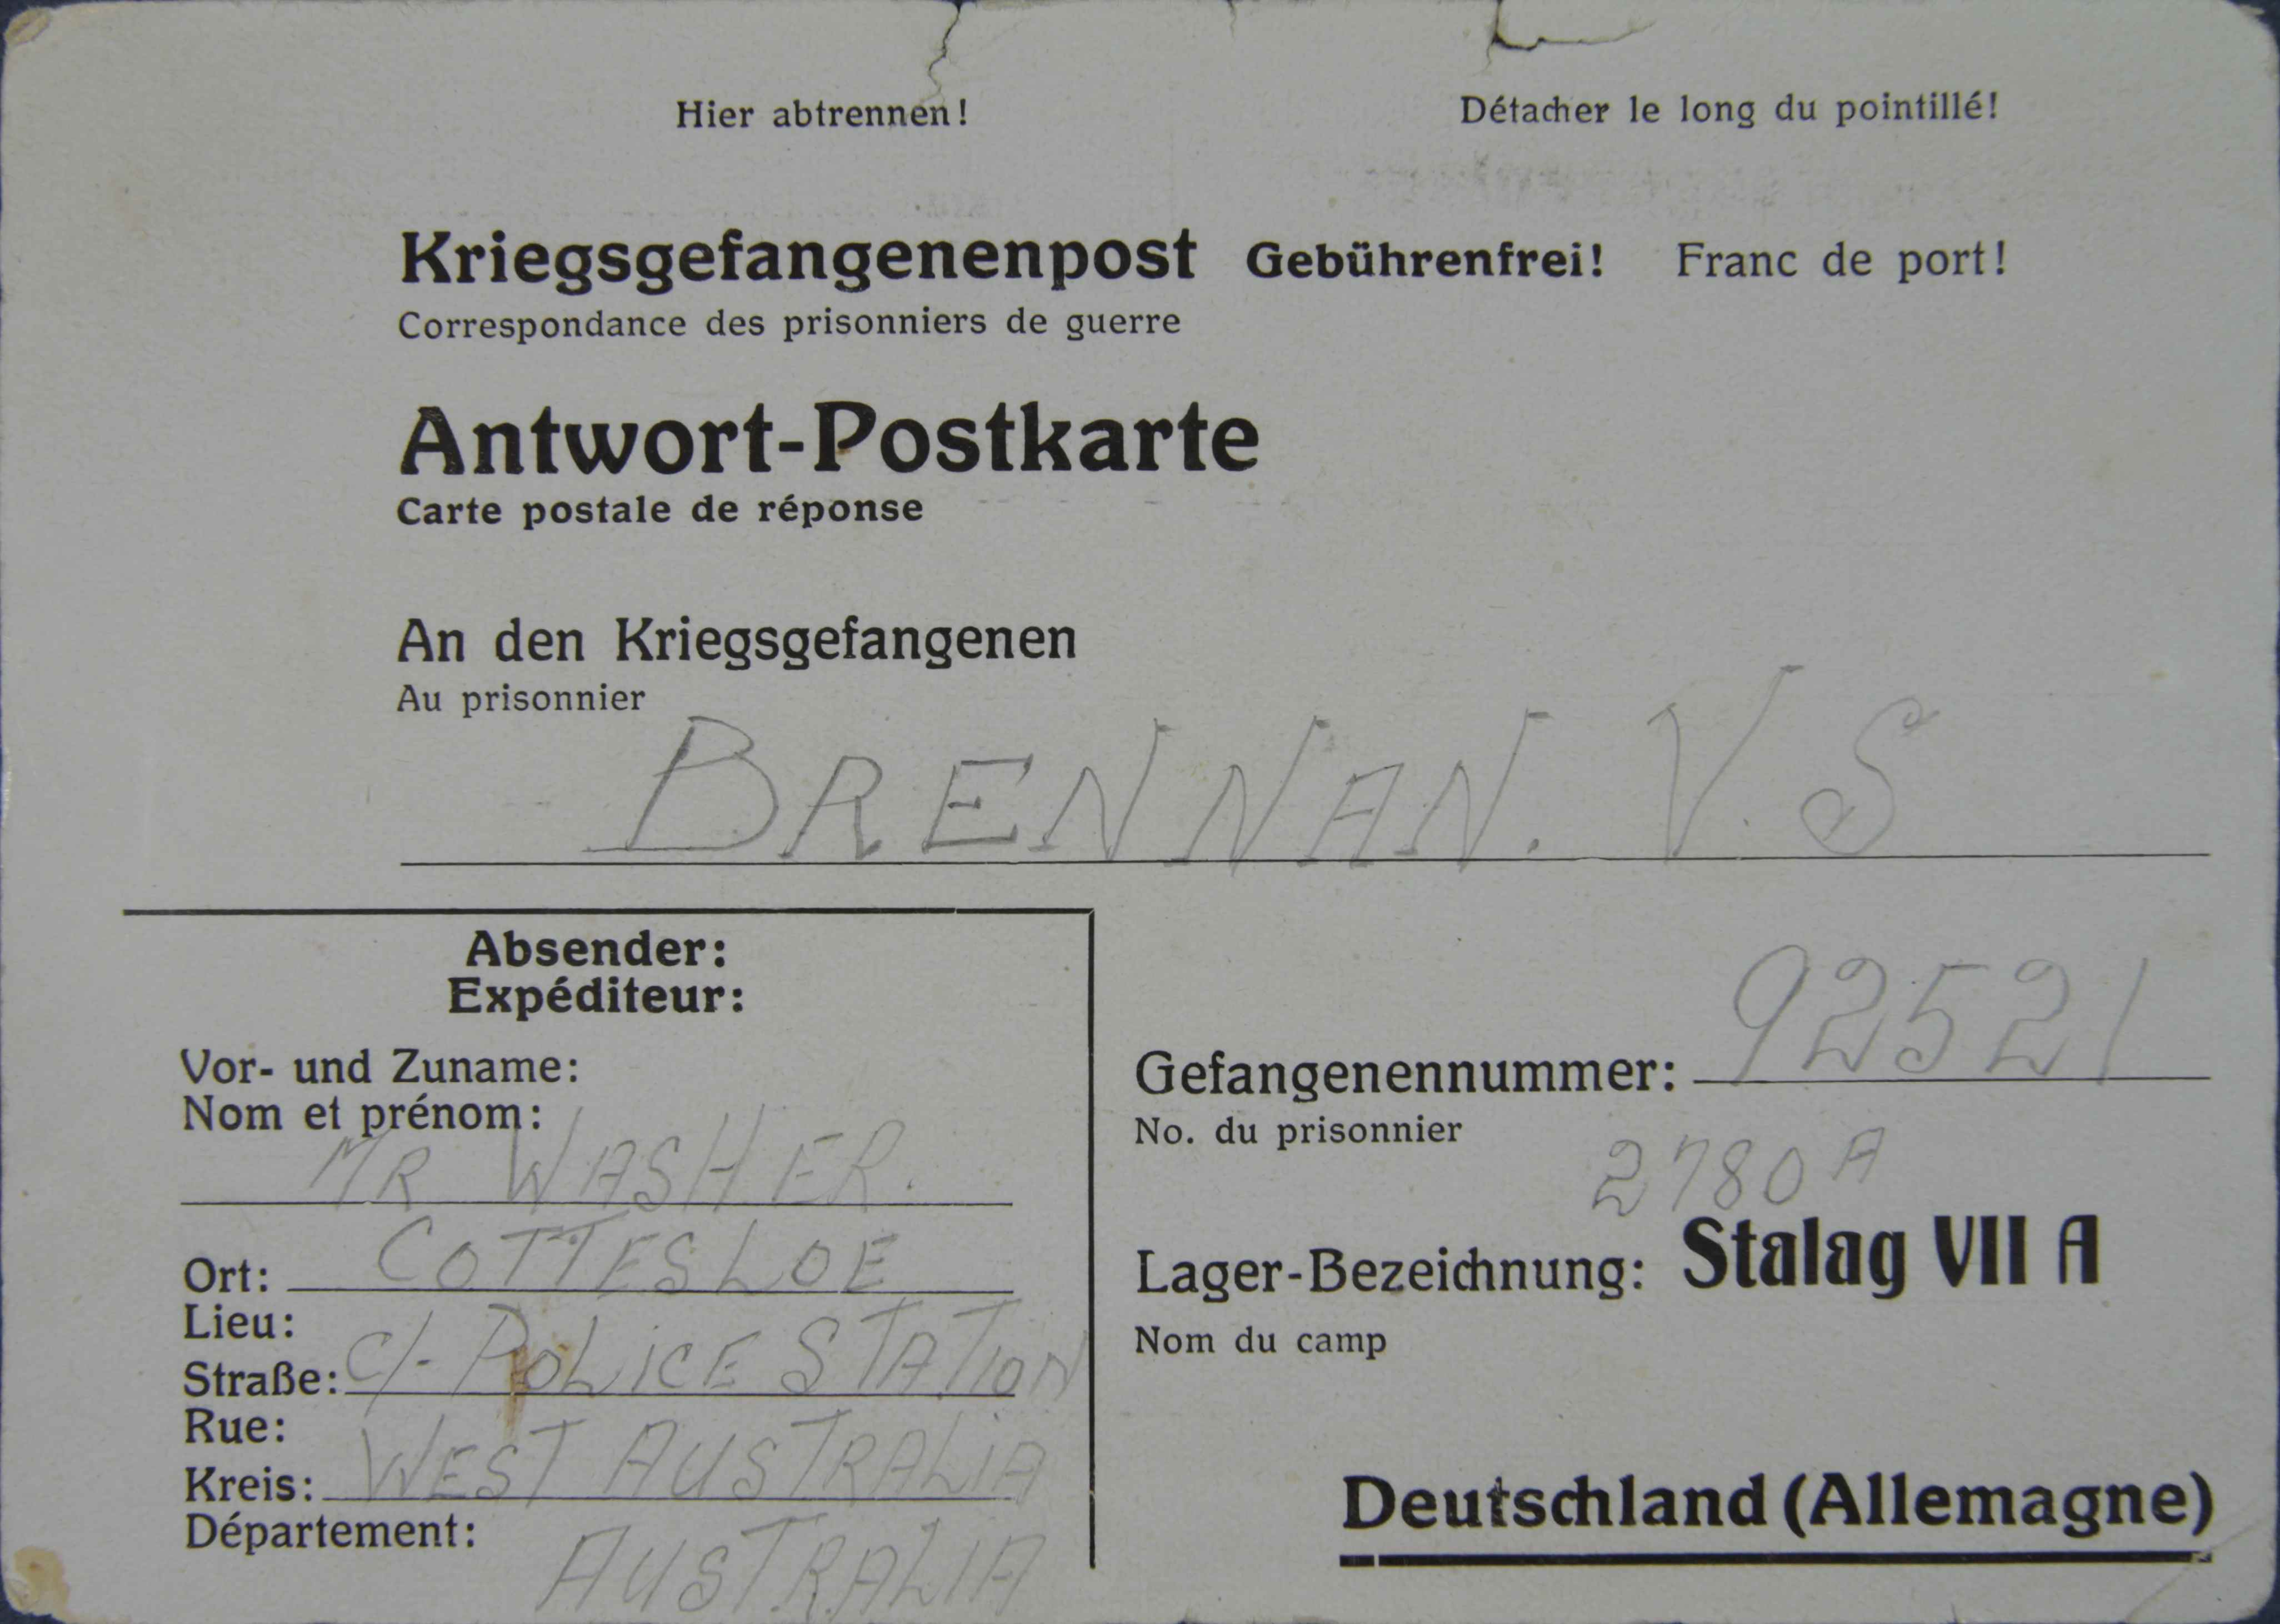 Hier abtrennen! Détacher le long du pointillé!
Kriegsgefangenenpost Gebührenfrei! Franc de port!
Correspondance des prisonniers de guerre
Antwort-Postkarte
Carte postale de réponse
An den Kriegsgefangenen
Au prisonnier
BRENNAN. V. S
Absender:
Expéditeur:
Vor- und Zuname:
Nom et prénom:
MR WASHER.
Ort: COTTESLOE
Lieu:
Straße: C/- POLICE STATION
Rue:
Kreis: WEST AUSTRALIA
Département:
AUSTRALIA
Gefangenennummer: 92521
No. du prisonnier
2780 A
Lager-Bezeichnung: Stalag VII A
Nom du camp
Deutschland (Allemagne)